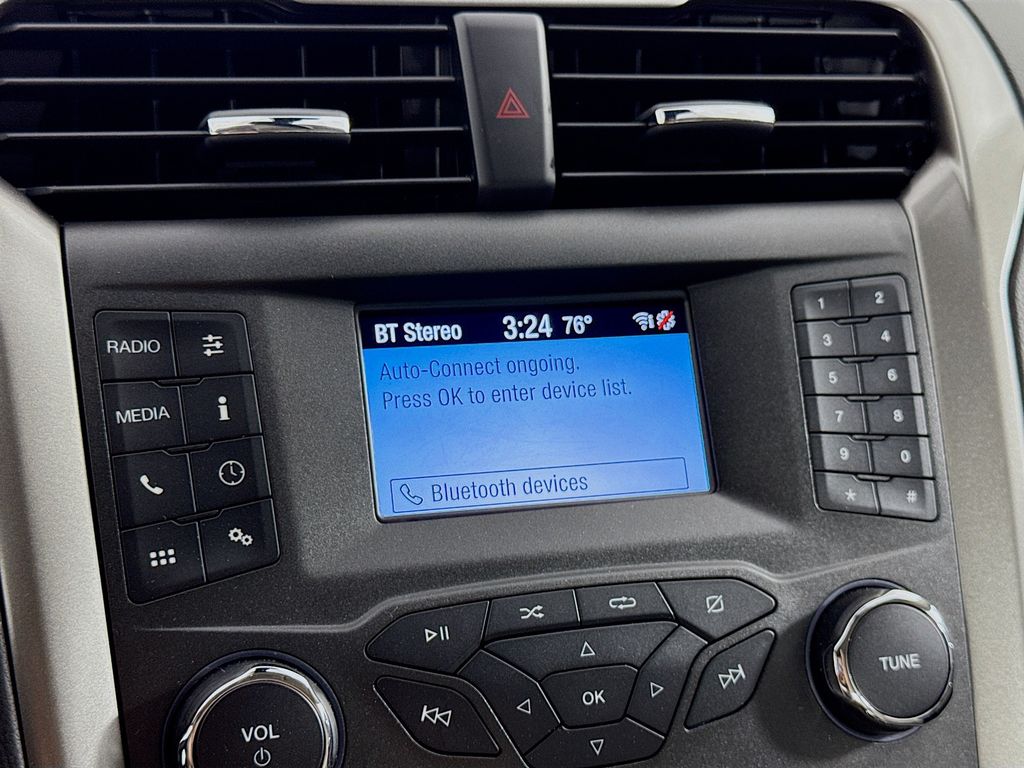 BT Stereo 3:24 76°
Auto-Connect ongoing.
Press OK to enter device list.
Bluetooth devices
RADIO
MEDIA
i
1 2
3 4
5 6
7 8
9 0
* #
OK
VOL
TUNE